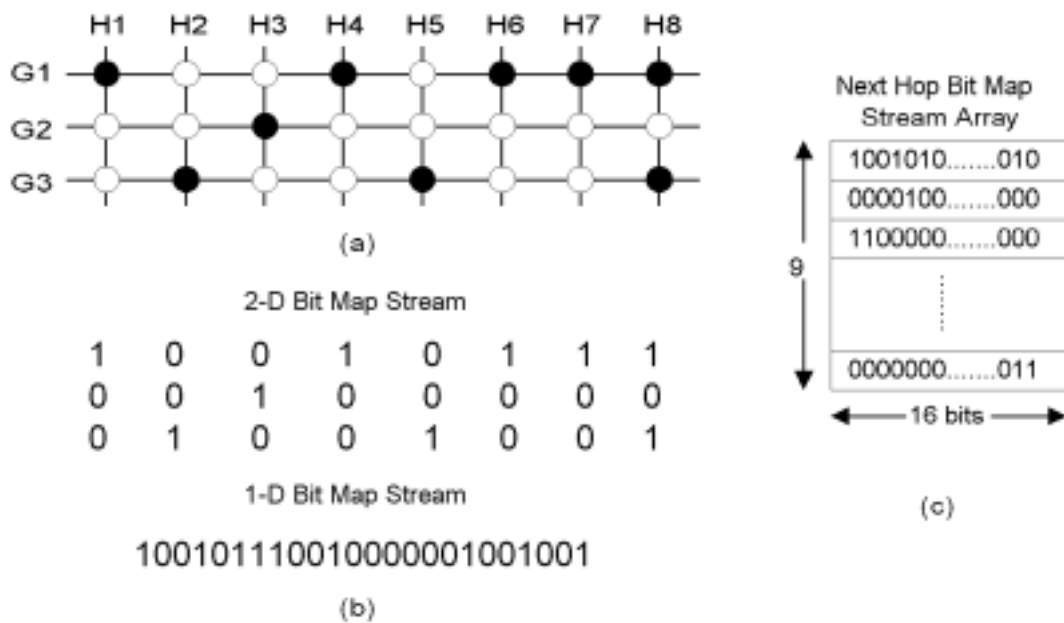 H1 H2 H3 H4 H5 H6 H7 H8
G1
G2
G3
(a)
2-D Bit Map Stream
1 0 0 1 0 1 1 1
0 0 1 0 0 0 0 0
0 1 0 0 1 0 0 1
1-D Bit Map Stream
100101110010000001001001
(b)
Next Hop Bit Map
Stream Array
1001010.......010
0000100.......000
1100000.......000
9
0000000.......011
16 bits
(c)